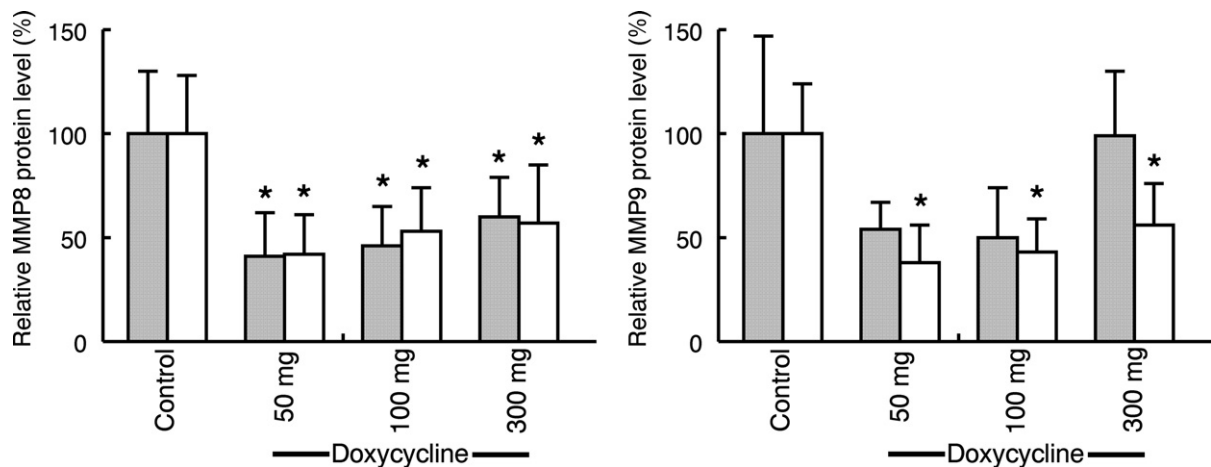 Relative MMP8 protein level (%)
150
100
50
0
* * * * * *
Control
50 mg
100 mg
300 mg
Doxycycline
Relative MMP9 protein level (%)
150
100
50
0
* * *
Control
50 mg
100 mg
300 mg
Doxycycline